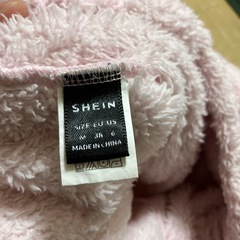 SHEIN
SIZE EU US
M 38 6
MADE IN CHINA